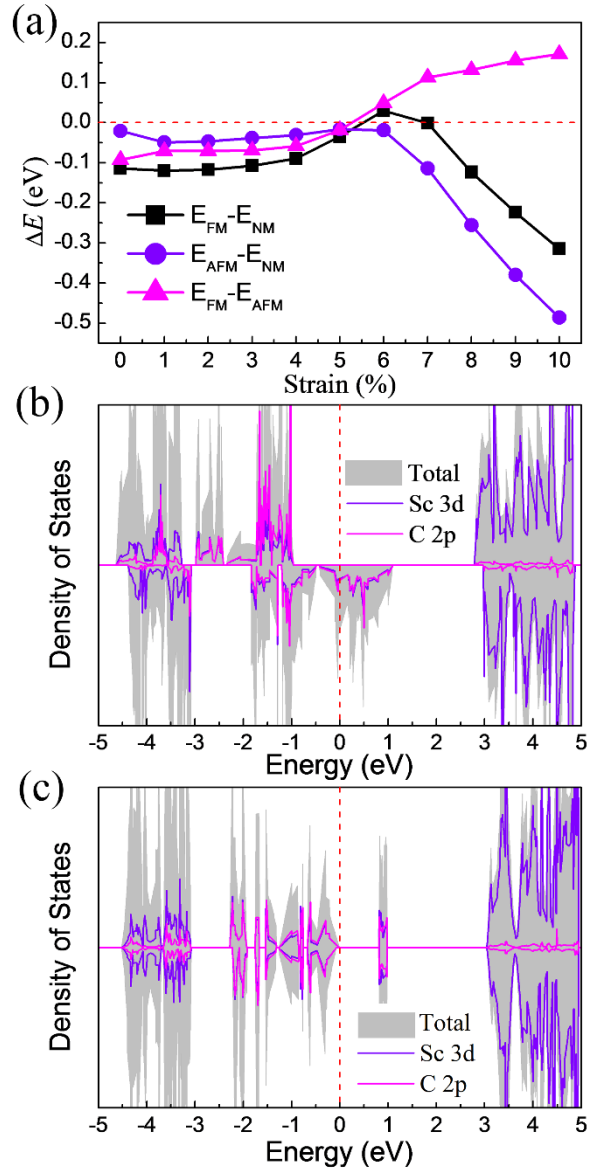 (a)
0.2
0.1
0.0
-0.1
-0.2
-0.3
-0.4
-0.5
ΔE (eV)
E_FM-E_NM
E_AFM-E_NM
E_FM-E_AFM
0 1 2 3 4 5 6 7 8 9 10
Strain (%)
(b)
Density of States
Total
Sc 3d
C 2p
-5 -4 -3 -2 -1 0 1 2 3 4 5
Energy (eV)
(c)
Density of States
Total
Sc 3d
C 2p
-5 -4 -3 -2 -1 0 1 2 3 4 5
Energy (eV)